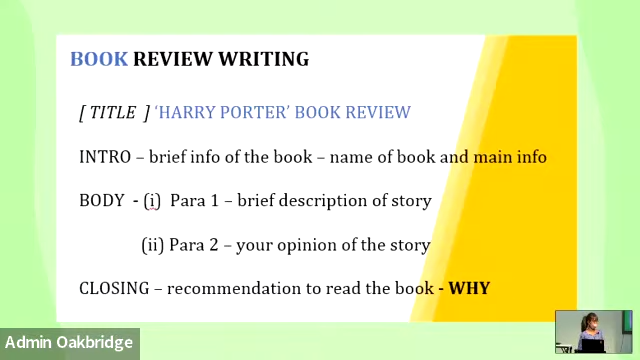 BOOK REVIEW WRITING
[ TITLE ] ‘HARRY PORTER’ BOOK REVIEW
INTRO – brief info of the book – name of book and main info
BODY - (i) Para 1 – brief description of story
(ii) Para 2 – your opinion of the story
CLOSING – recommendation to read the book - WHY
Admin Oakbridge